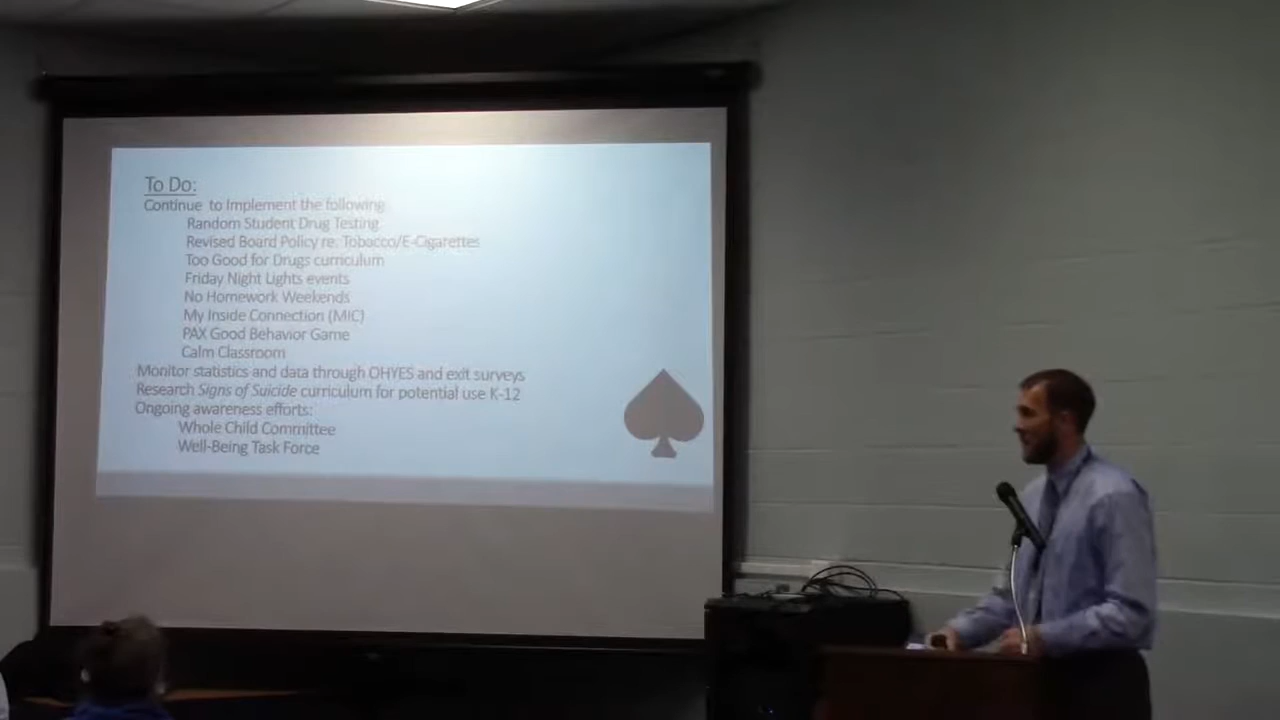 To Do:
Continue to Implement the following
Random Student Drug Testing
Revised Board Policy re. Tobacco/E-Cigarettes
Too Good for Drugs curriculum
Friday Night Lights events
No Homework Weekends
My Inside Connection (MIC)
PAX Good Behavior Game
Calm Classroom
Monitor statistics and data through OHYES and exit surveys
Research Signs of Suicide curriculum for potential use K-12
Ongoing awareness efforts:
Whole Child Committee
Well-Being Task Force